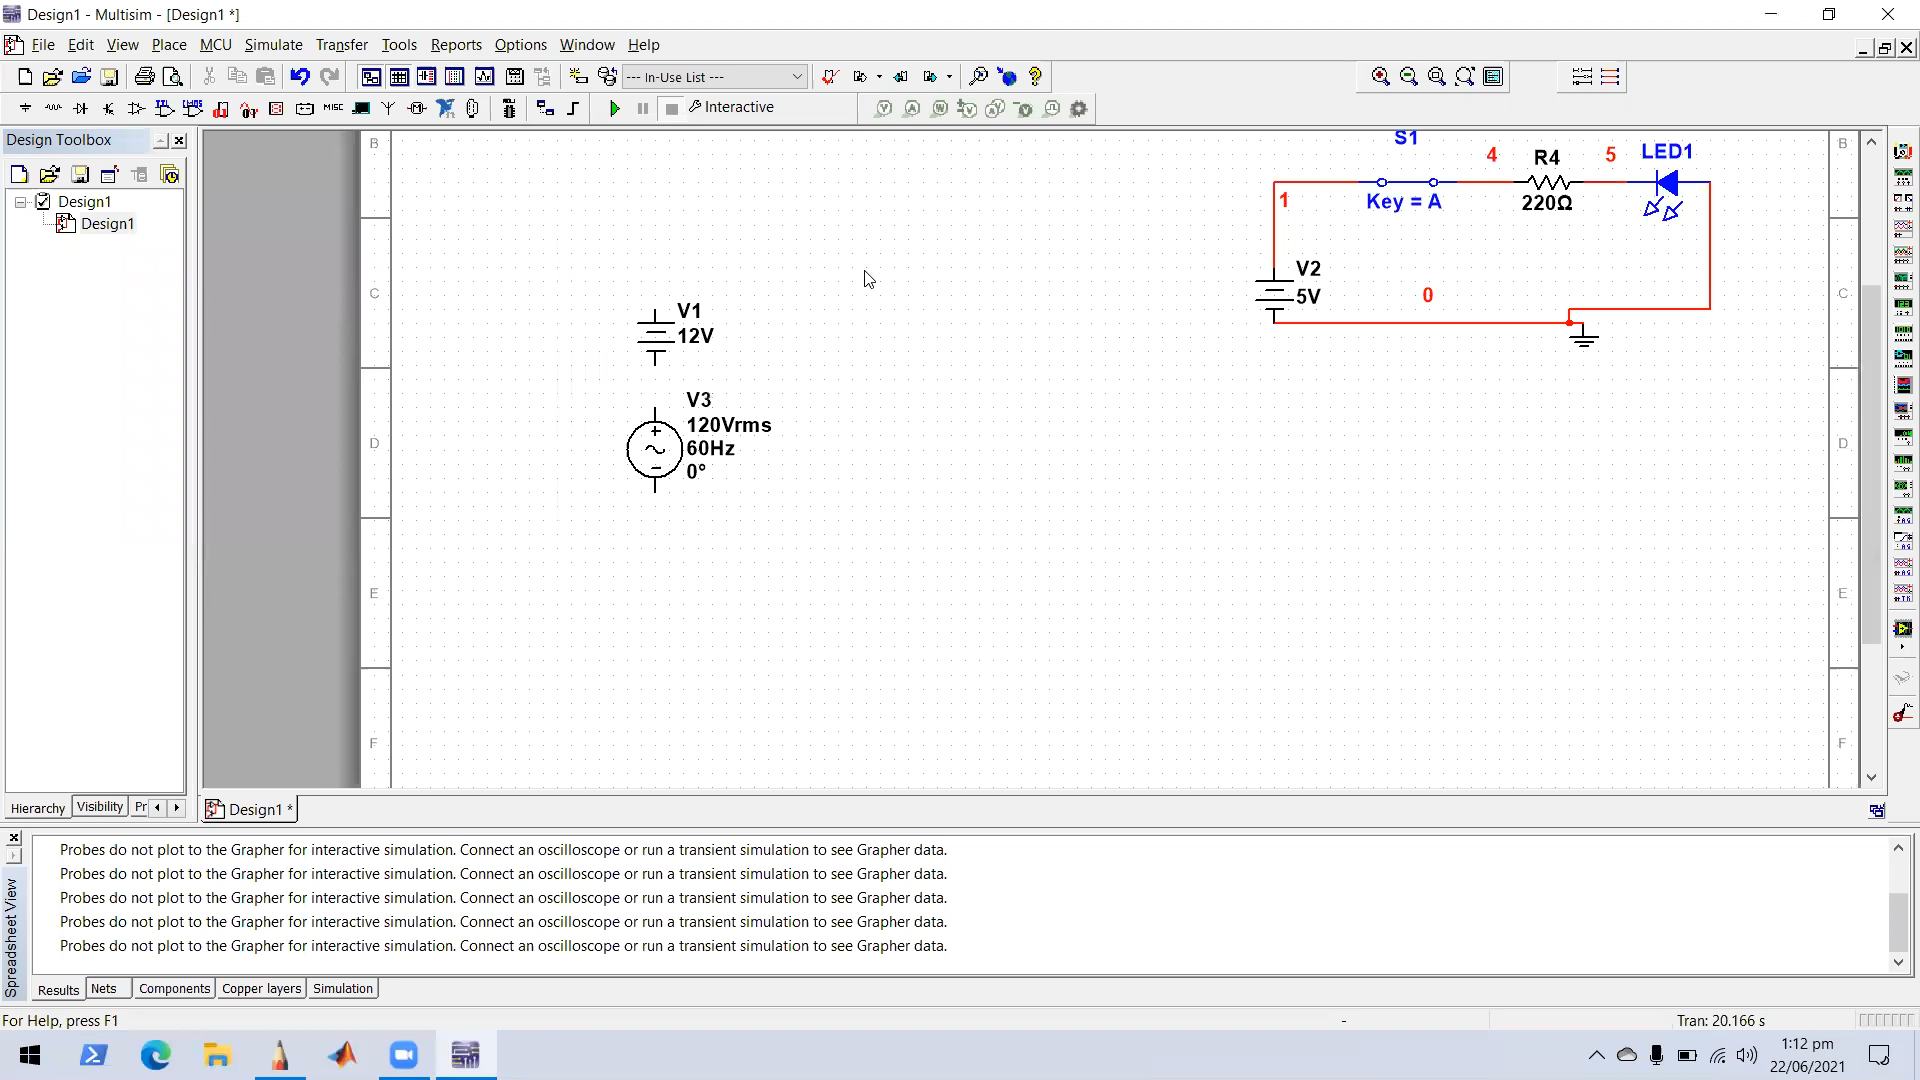 Design1 - Multisim - [Design1 *]
File Edit View Place MCU Simulate Transfer Tools Reports Options Window Help
--- In-Use List ---
MISC Interactive
Design Toolbox
Design1
Design1
Hierarchy Visibility Pr
B
C
D
E
F
V1
12V
V3
120Vrms
60Hz
0°
S1
Key = A
1
4
R4
220Ω
5
LED1
V2
5V
0
B
C
D
E
F
Design1 *
Spreadsheet View
Probes do not plot to the Grapher for interactive simulation. Connect an oscilloscope or run a transient simulation to see Grapher data.
Probes do not plot to the Grapher for interactive simulation. Connect an oscilloscope or run a transient simulation to see Grapher data.
Probes do not plot to the Grapher for interactive simulation. Connect an oscilloscope or run a transient simulation to see Grapher data.
Probes do not plot to the Grapher for interactive simulation. Connect an oscilloscope or run a transient simulation to see Grapher data.
Probes do not plot to the Grapher for interactive simulation. Connect an oscilloscope or run a transient simulation to see Grapher data.
Results Nets Components Copper layers Simulation
For Help, press F1 - Tran: 20.166 s
1:12 pm
22/06/2021